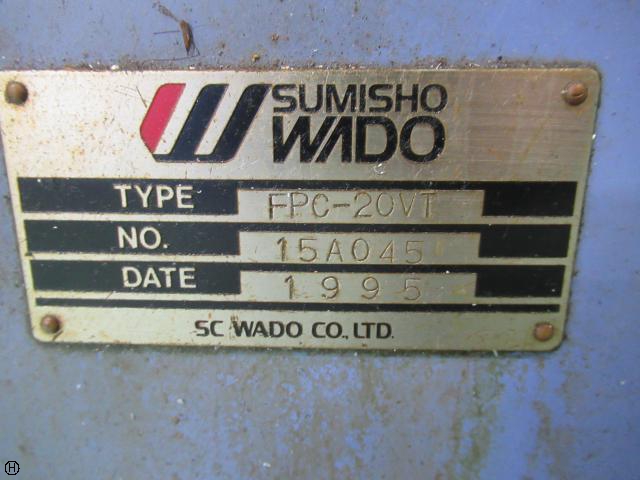 SUMISHO
WADO
TYPE FPC-20VT
NO. 15A045
DATE 1995
SC WADO CO., LTD.
H